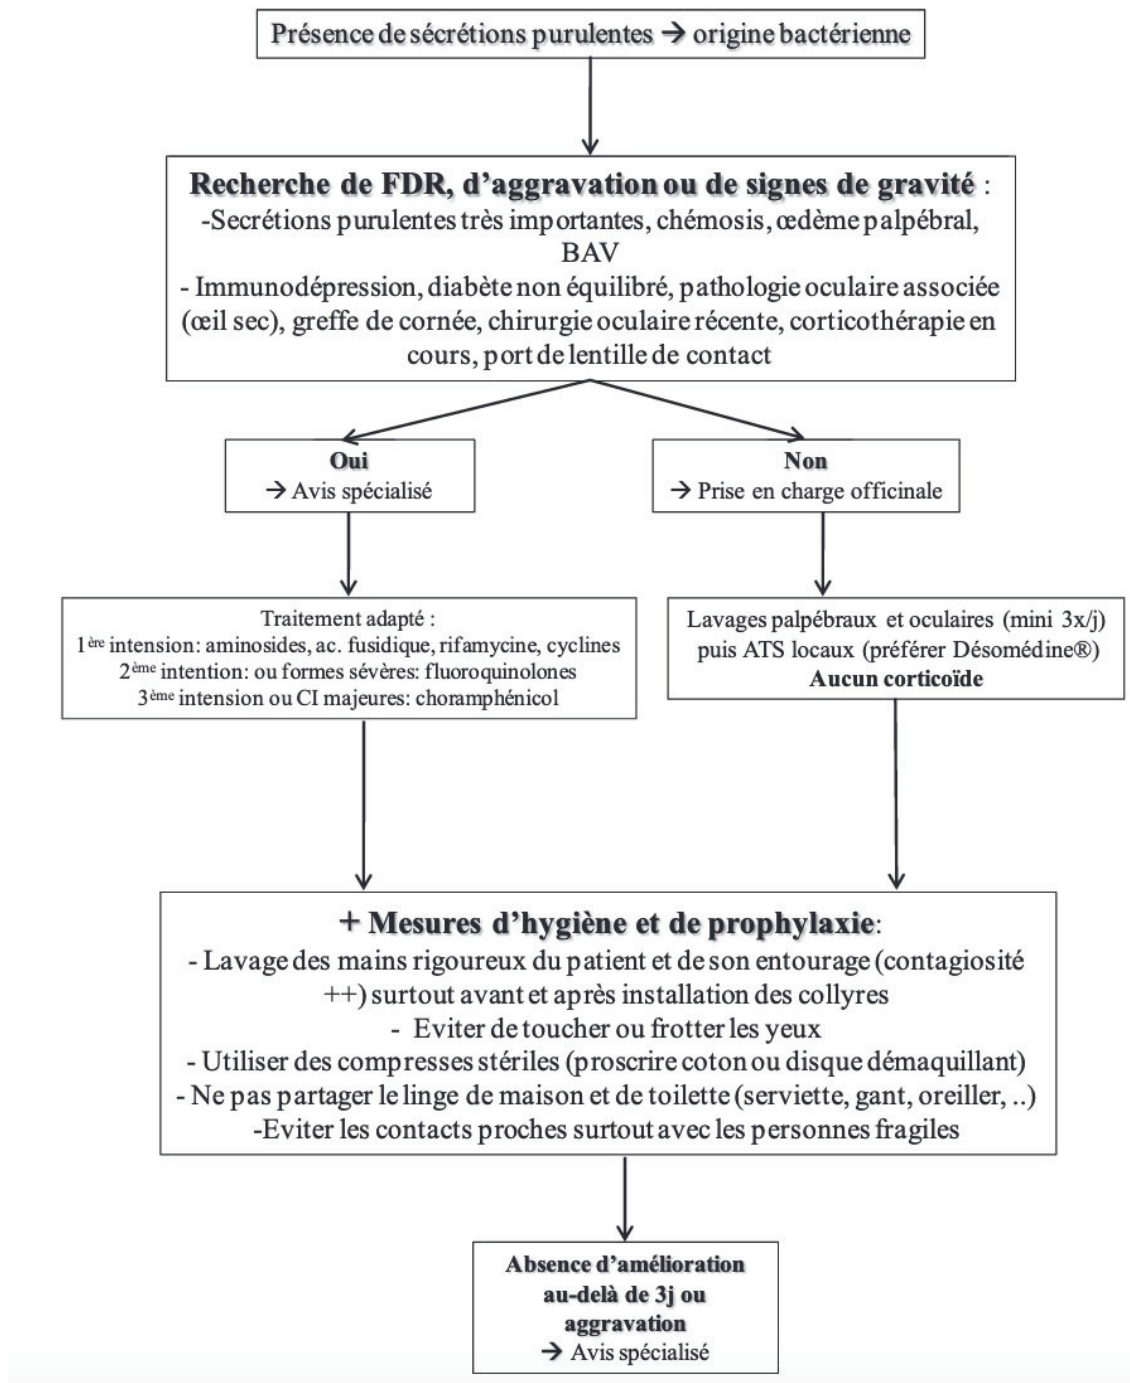 Présence de sécrétions purulentes → origine bactérienne
Recherche de FDR, d'aggravation ou de signes de gravité :
-Secrétions purulentes très importantes, chémosis, œdème palpébral,
BAV
- Immunodépression, diabète non équilibré, pathologie oculaire associée
(œil sec), greffe de cornée, chirurgie oculaire récente, corticothérapie en
cours, port de lentille de contact
Oui
→ Avis spécialisé
Non
→ Prise en charge officinale
Traitement adapté :
1ère intension: aminosides, ac. fusidique, rifamycine, cyclines
2ème intention: ou formes sévères: fluoroquinolones
3ème intension ou CI majeures: choramphénicol
Lavages palpébraux et oculaires (mini 3x/j)
puis ATS locaux (préférer Désomédine®)
Aucun corticoïde
+ Mesures d'hygiène et de prophylaxie:
- Lavage des mains rigoureux du patient et de son entourage (contagiosité
++) surtout avant et après installation des collyres
- Eviter de toucher ou frotter les yeux
- Utiliser des compresses stériles (proscrire coton ou disque démaquillant)
- Ne pas partager le linge de maison et de toilette (serviette, gant, oreiller, ..)
-Eviter les contacts proches surtout avec les personnes fragiles
Absence d'amélioration
au-delà de 3j ou
aggravation
→ Avis spécialisé